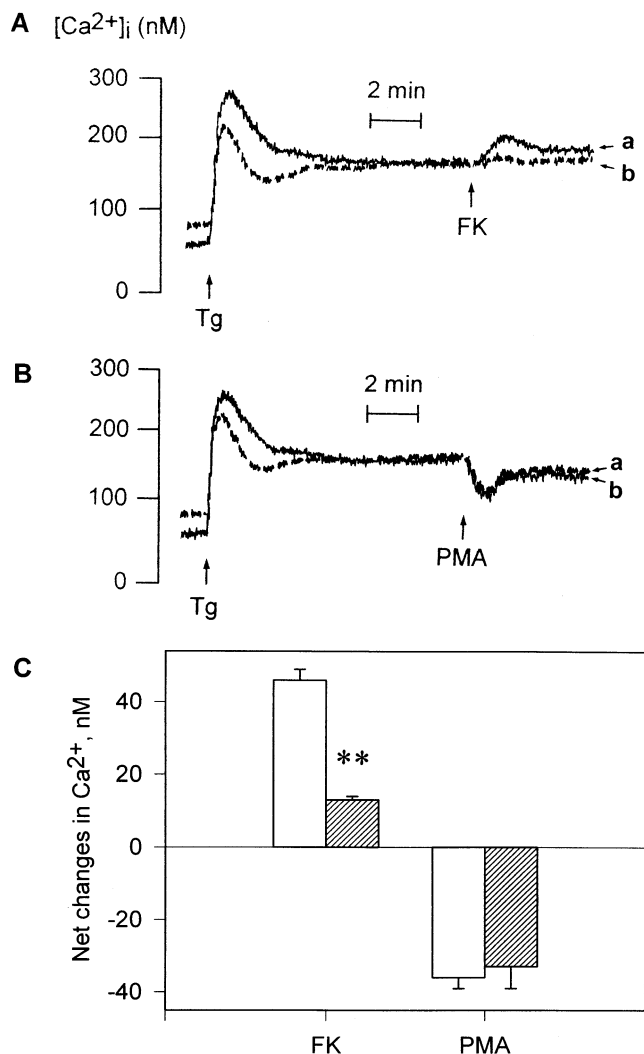 A [Ca2+]i (nM)
300
200
100
0
2 min
a
b
FK
Tg
B
300
200
100
0
2 min
a
b
PMA
Tg
C
Net changes in Ca2+, nM
40
20
0
-20
-40
**
FK PMA